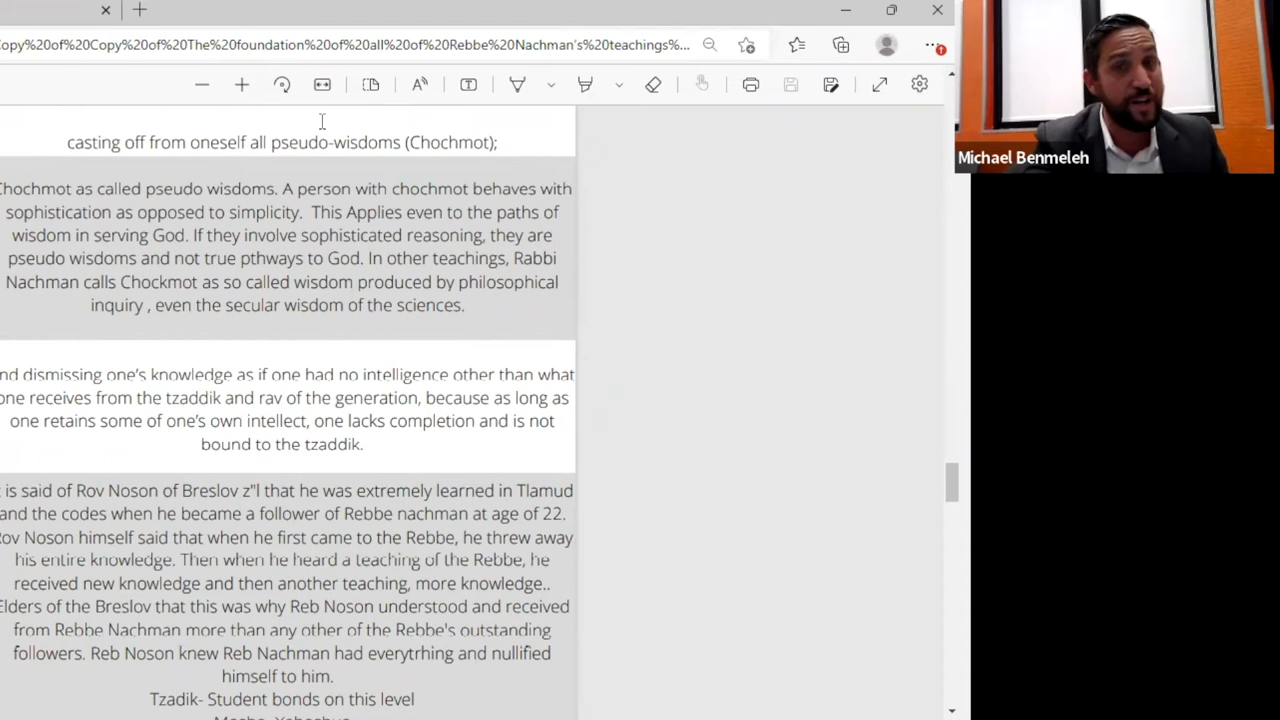 Copy%20of%20Copy%20of%20The%20foundation%20of%20all%20of%20Rebbe%20Nachman's%20teachings%...
Michael Benmeleh
casting off from oneself all pseudo-wisdoms (Chochmot);
Chochmot as called pseudo wisdoms. A person with chochmot behaves with
sophistication as opposed to simplicity. This Applies even to the paths of
wisdom in serving God. If they involve sophisticated reasoning, they are
pseudo wisdoms and not true pthways to God. In other teachings, Rabbi
Nachman calls Chockmot as so called wisdom produced by philosophical
inquiry , even the secular wisdom of the sciences.
nd dismissing one's knowledge as if one had no intelligence other than what
one receives from the tzaddik and rav of the generation, because as long as
one retains some of one's own intellect, one lacks completion and is not
bound to the tzaddik.
is said of Rov Noson of Breslov z"l that he was extremely learned in Tlamud
and the codes when he became a follower of Rebbe nachman at age of 22.
Rov Noson himself said that when he first came to the Rebbe, he threw away
his entire knowledge. Then when he heard a teaching of the Rebbe, he
received new knowledge and then another teaching, more knowledge..
Elders of the Breslov that this was why Reb Noson understood and received
from Rebbe Nachman more than any other of the Rebbe's outstanding
followers. Reb Noson knew Reb Nachman had everytrhing and nullified
himself to him.
Tzadik- Student bonds on this level